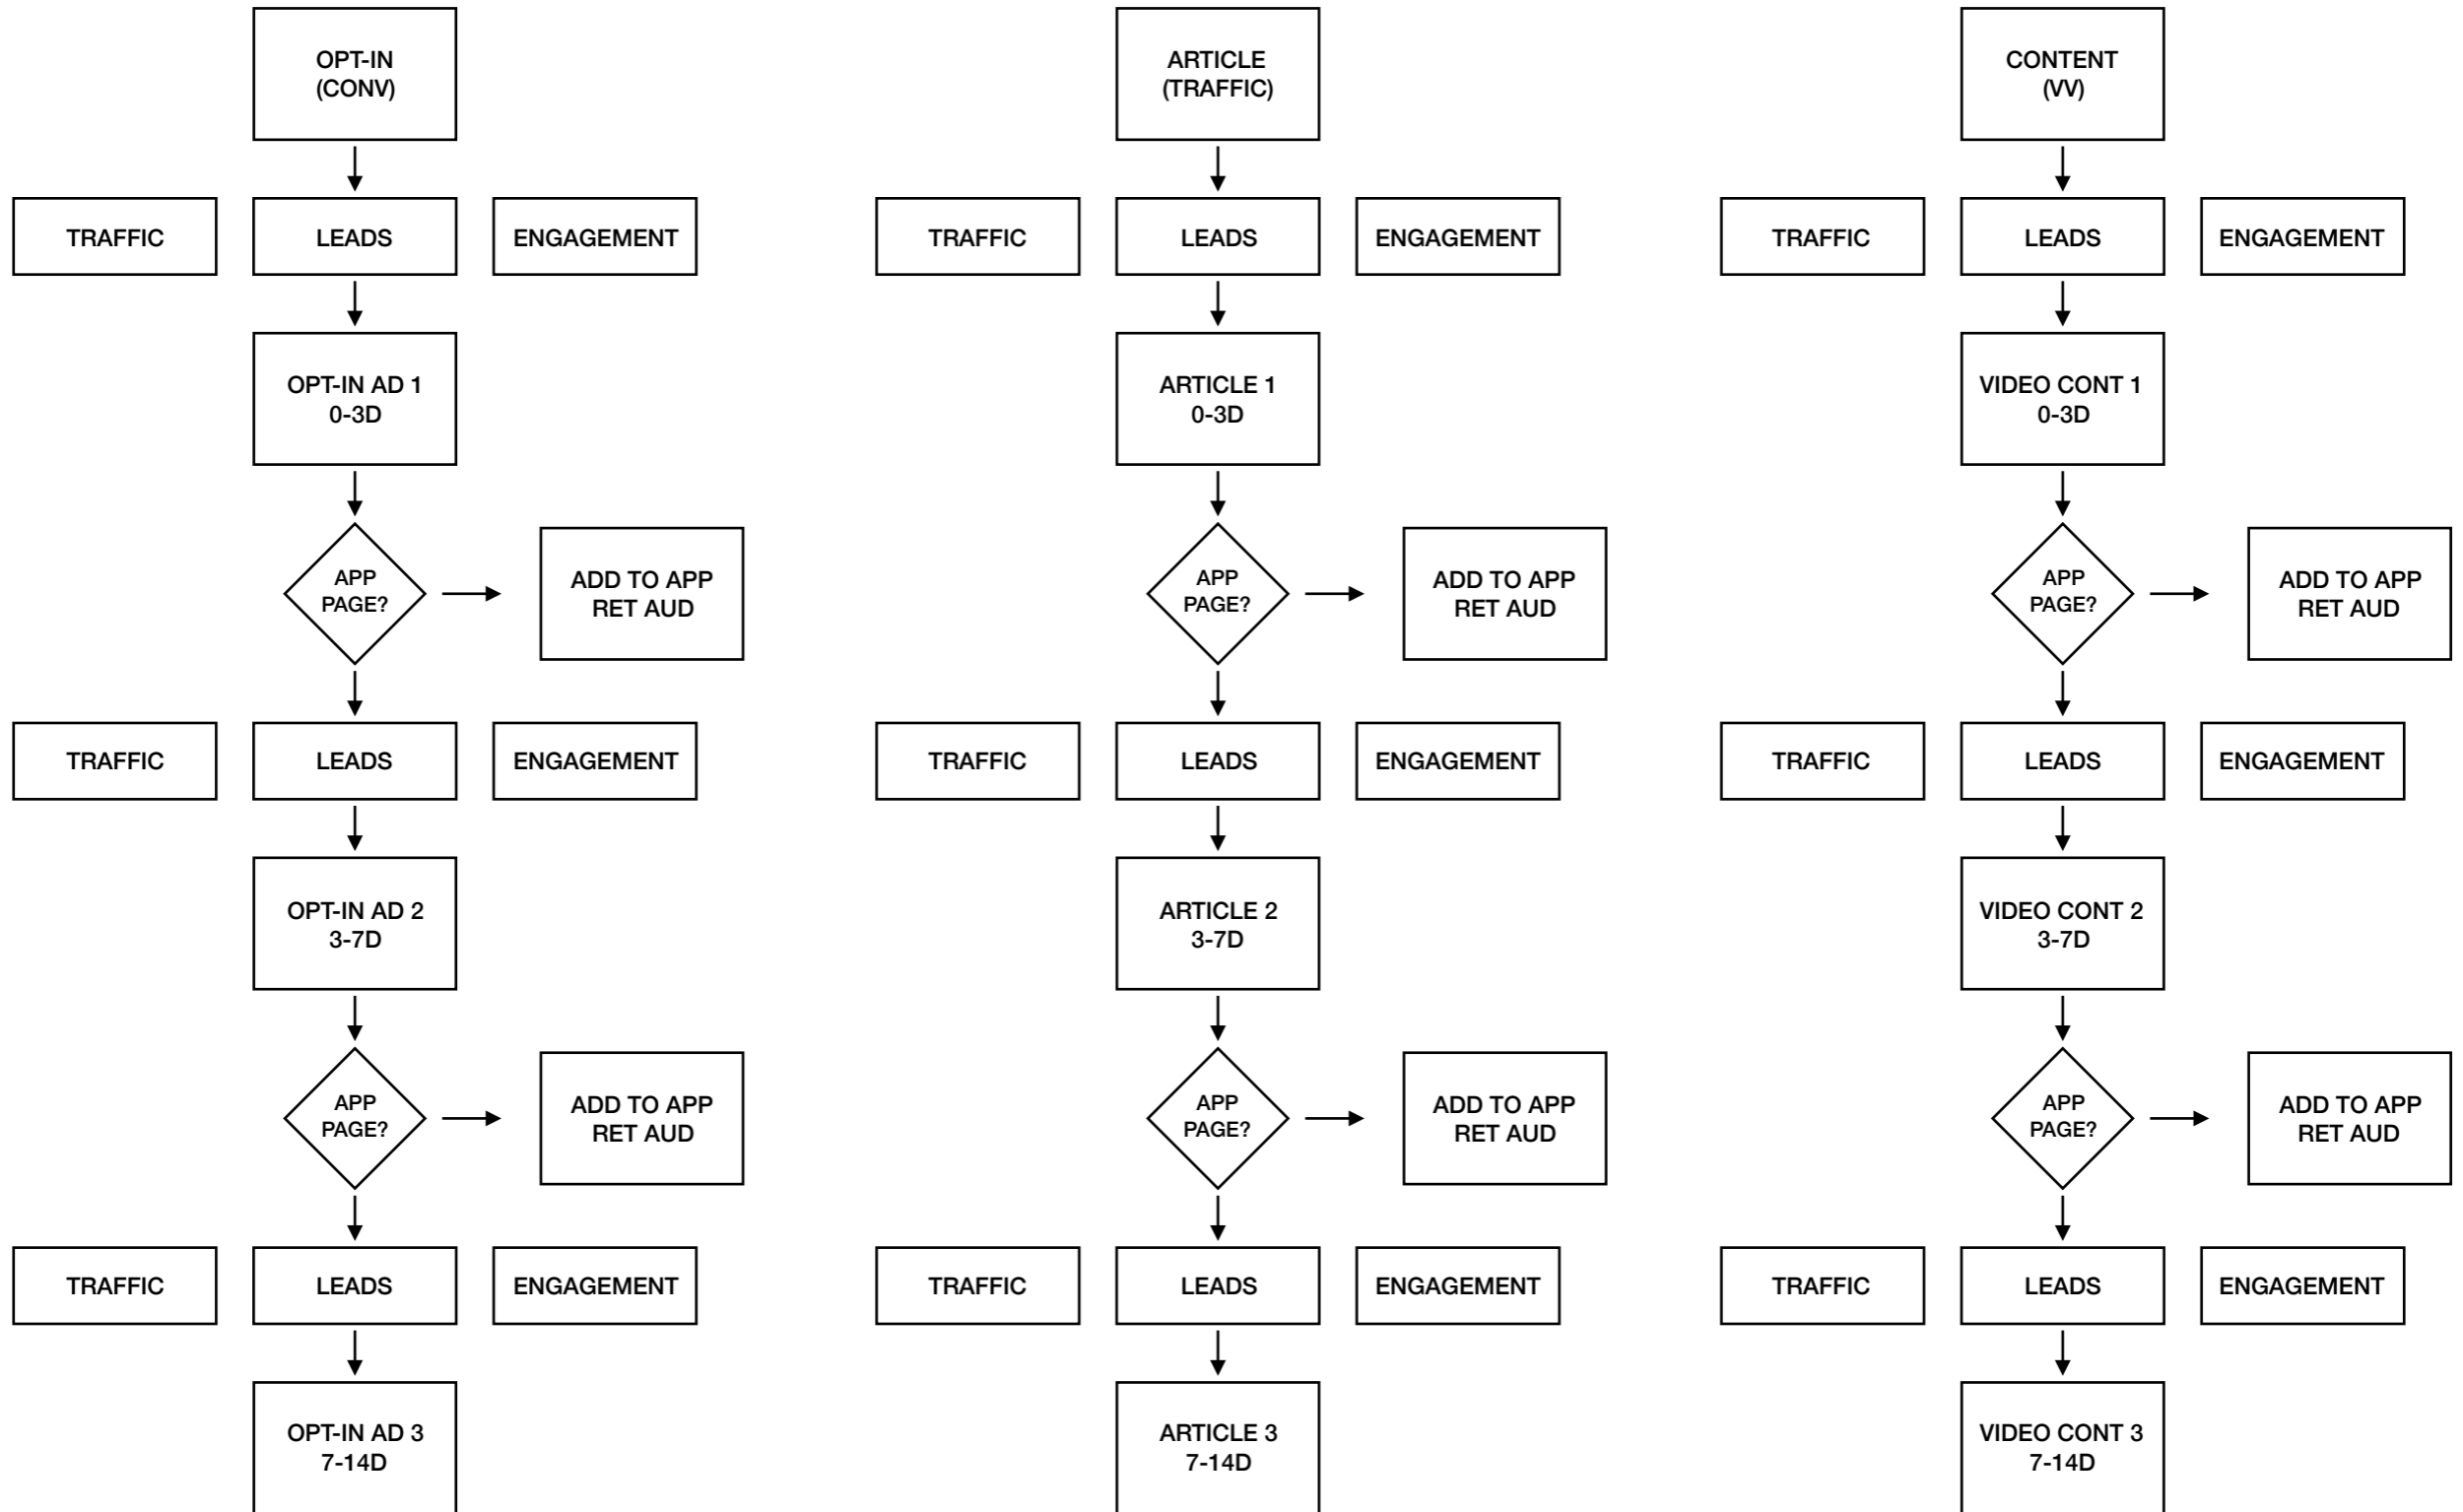 OPT-IN
(CONV)
TRAFFIC
LEADS
ENGAGEMENT
OPT-IN AD 1
0-3D
APP
PAGE?
ADD TO APP
RET AUD
TRAFFIC
LEADS
ENGAGEMENT
OPT-IN AD 2
3-7D
APP
PAGE?
ADD TO APP
RET AUD
TRAFFIC
LEADS
ENGAGEMENT
OPT-IN AD 3
7-14D
ARTICLE
(TRAFFIC)
TRAFFIC
LEADS
ENGAGEMENT
ARTICLE 1
0-3D
APP
PAGE?
ADD TO APP
RET AUD
TRAFFIC
LEADS
ENGAGEMENT
ARTICLE 2
3-7D
APP
PAGE?
ADD TO APP
RET AUD
TRAFFIC
LEADS
ENGAGEMENT
ARTICLE 3
7-14D
CONTENT
(VV)
TRAFFIC
LEADS
ENGAGEMENT
VIDEO CONT 1
0-3D
APP
PAGE?
ADD TO APP
RET AUD
TRAFFIC
LEADS
ENGAGEMENT
VIDEO CONT 2
3-7D
APP
PAGE?
ADD TO APP
RET AUD
TRAFFIC
LEADS
ENGAGEMENT
VIDEO CONT 3
7-14D